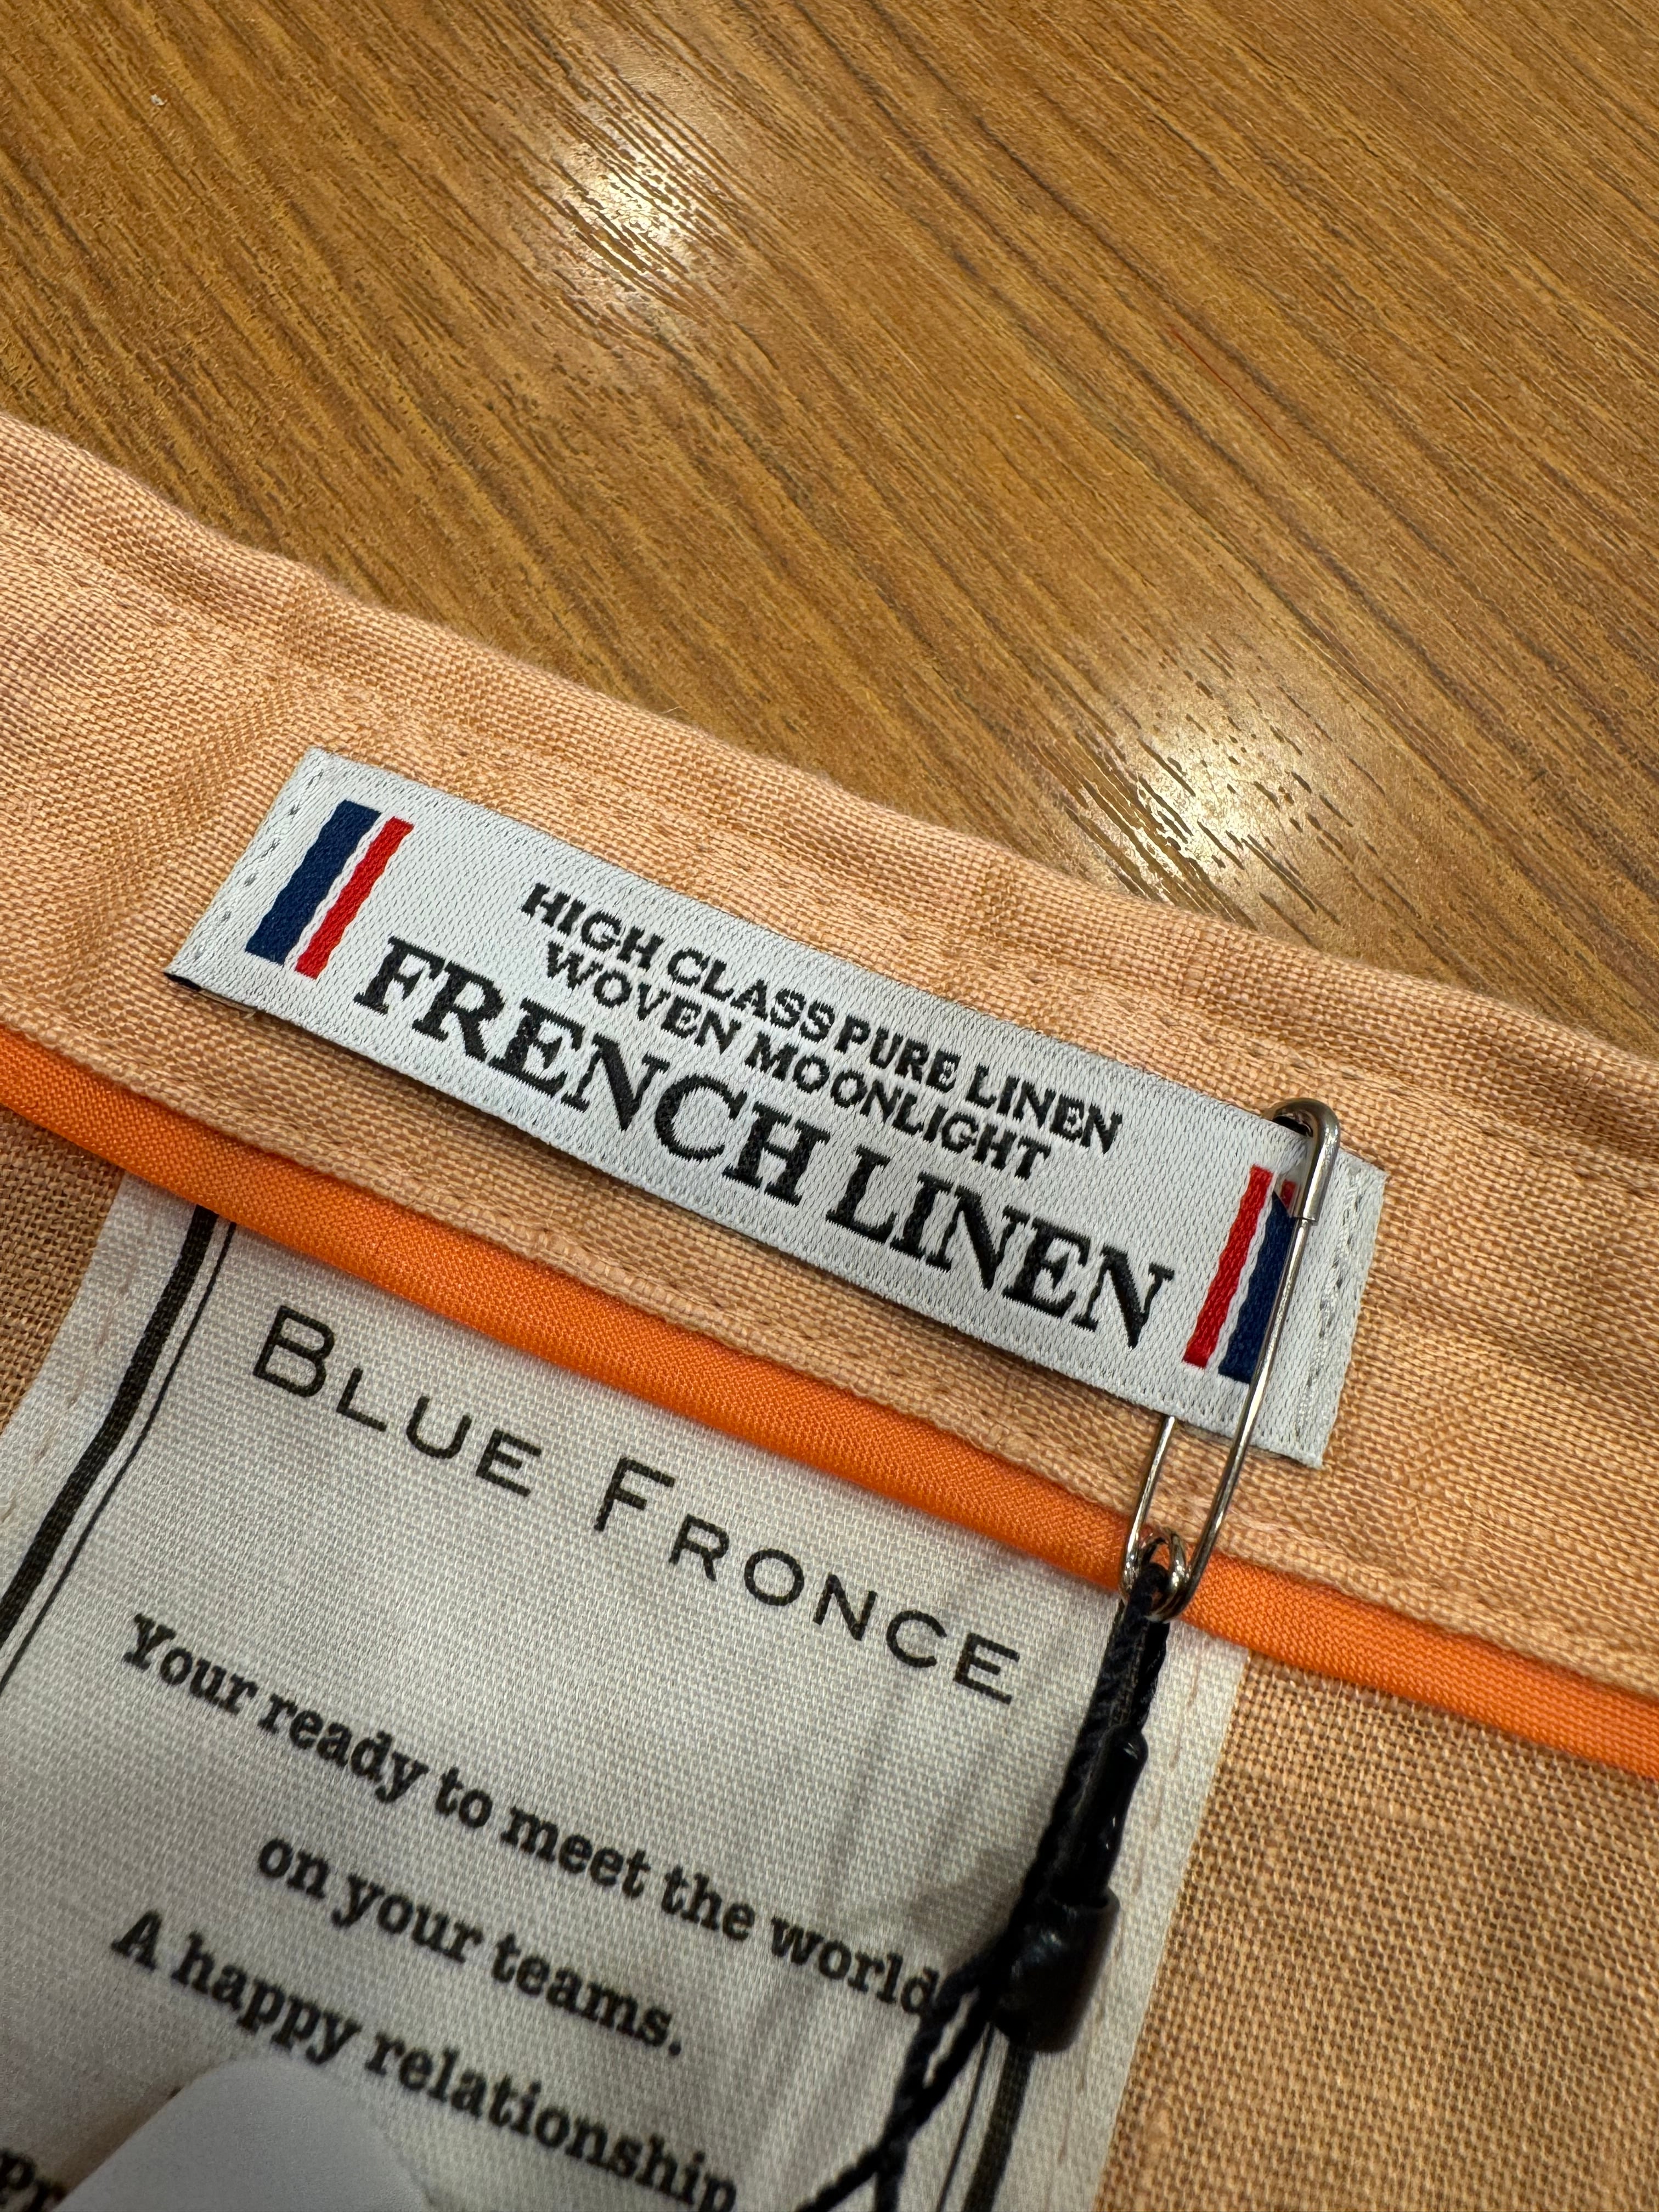 HIGH CLASS PURE LINEN
WOVEN MOONLIGHT
FRENCH LINEN
BLUE FRONCE
Your ready to meet the world
on your teams.
A happy relationship